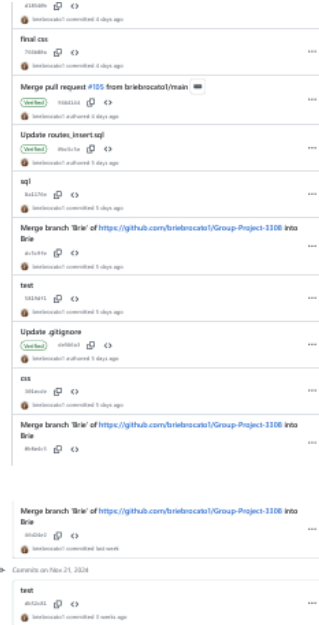 briebrocato1 committed 4 days ago
final css
briebrocato1 committed 4 days ago
Merge pull request #105 from briebrocato1/main
Verified
briebrocato1 authored 4 days ago
Update routes_insert.sql
Verified
briebrocato1 authored 5 days ago
sql
briebrocato1 committed 5 days ago
Merge branch 'Brie' of https://github.com/briebrocato1/Group-Project-3308 into
Brie
briebrocato1 committed 5 days ago
test
briebrocato1 committed 5 days ago
Update .gitignore
Verified
briebrocato1 authored 5 days ago
css
briebrocato1 committed 5 days ago
Merge branch 'Brie' of https://github.com/briebrocato1/Group-Project-3308 into
Brie
Merge branch 'Brie' of https://github.com/briebrocato1/Group-Project-3308 into
Brie
briebrocato1 committed last week
Commits on Nov 21, 2024
test
briebrocato1 committed 2 weeks ago